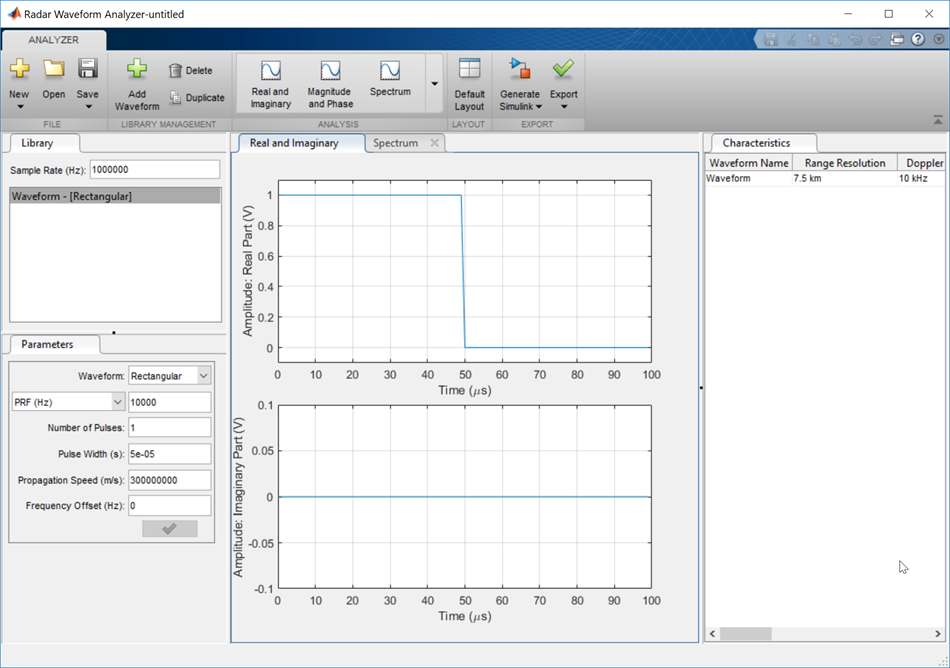 Radar Waveform Analyzer-untitled
ANALYZER
New
Open
Save
FILE
Add
Waveform
Delete
Duplicate
LIBRARY MANAGEMENT
Real and
Imaginary
Magnitude
and Phase
Spectrum
ANALYSIS
Default
Layout
LAYOUT
Generate
Simulink
Export
EXPORT
Library
Sample Rate (Hz): 1000000
Waveform - [Rectangular]
Parameters
Waveform: Rectangular
PRF (Hz) 10000
Number of Pulses: 1
Pulse Width (s): 5e-05
Propagation Speed (m/s): 300000000
Frequency Offset (Hz): 0
Real and Imaginary
Spectrum
Amplitude: Real Part (V)
1
0.8
0.6
0.4
0.2
0
0 10 20 30 40 50 60 70 80 90 100
Time (μs)
Amplitude: Imaginary Part (V)
0.1
0.05
0
-0.05
-0.1
0 10 20 30 40 50 60 70 80 90 100
Time (μs)
Characteristics
Waveform Name Range Resolution Doppler
Waveform 7.5 km 10 kHz